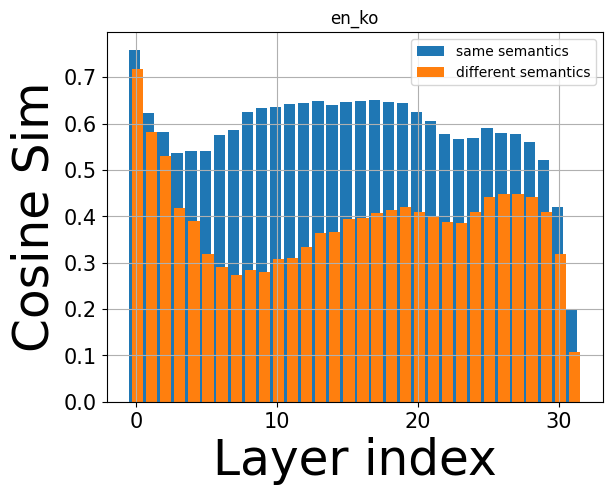 en_ko
same semantics
different semantics
Cosine Sim
0.7
0.6
0.5
0.4
0.3
0.2
0.1
0.0
0 10 20 30
Layer index